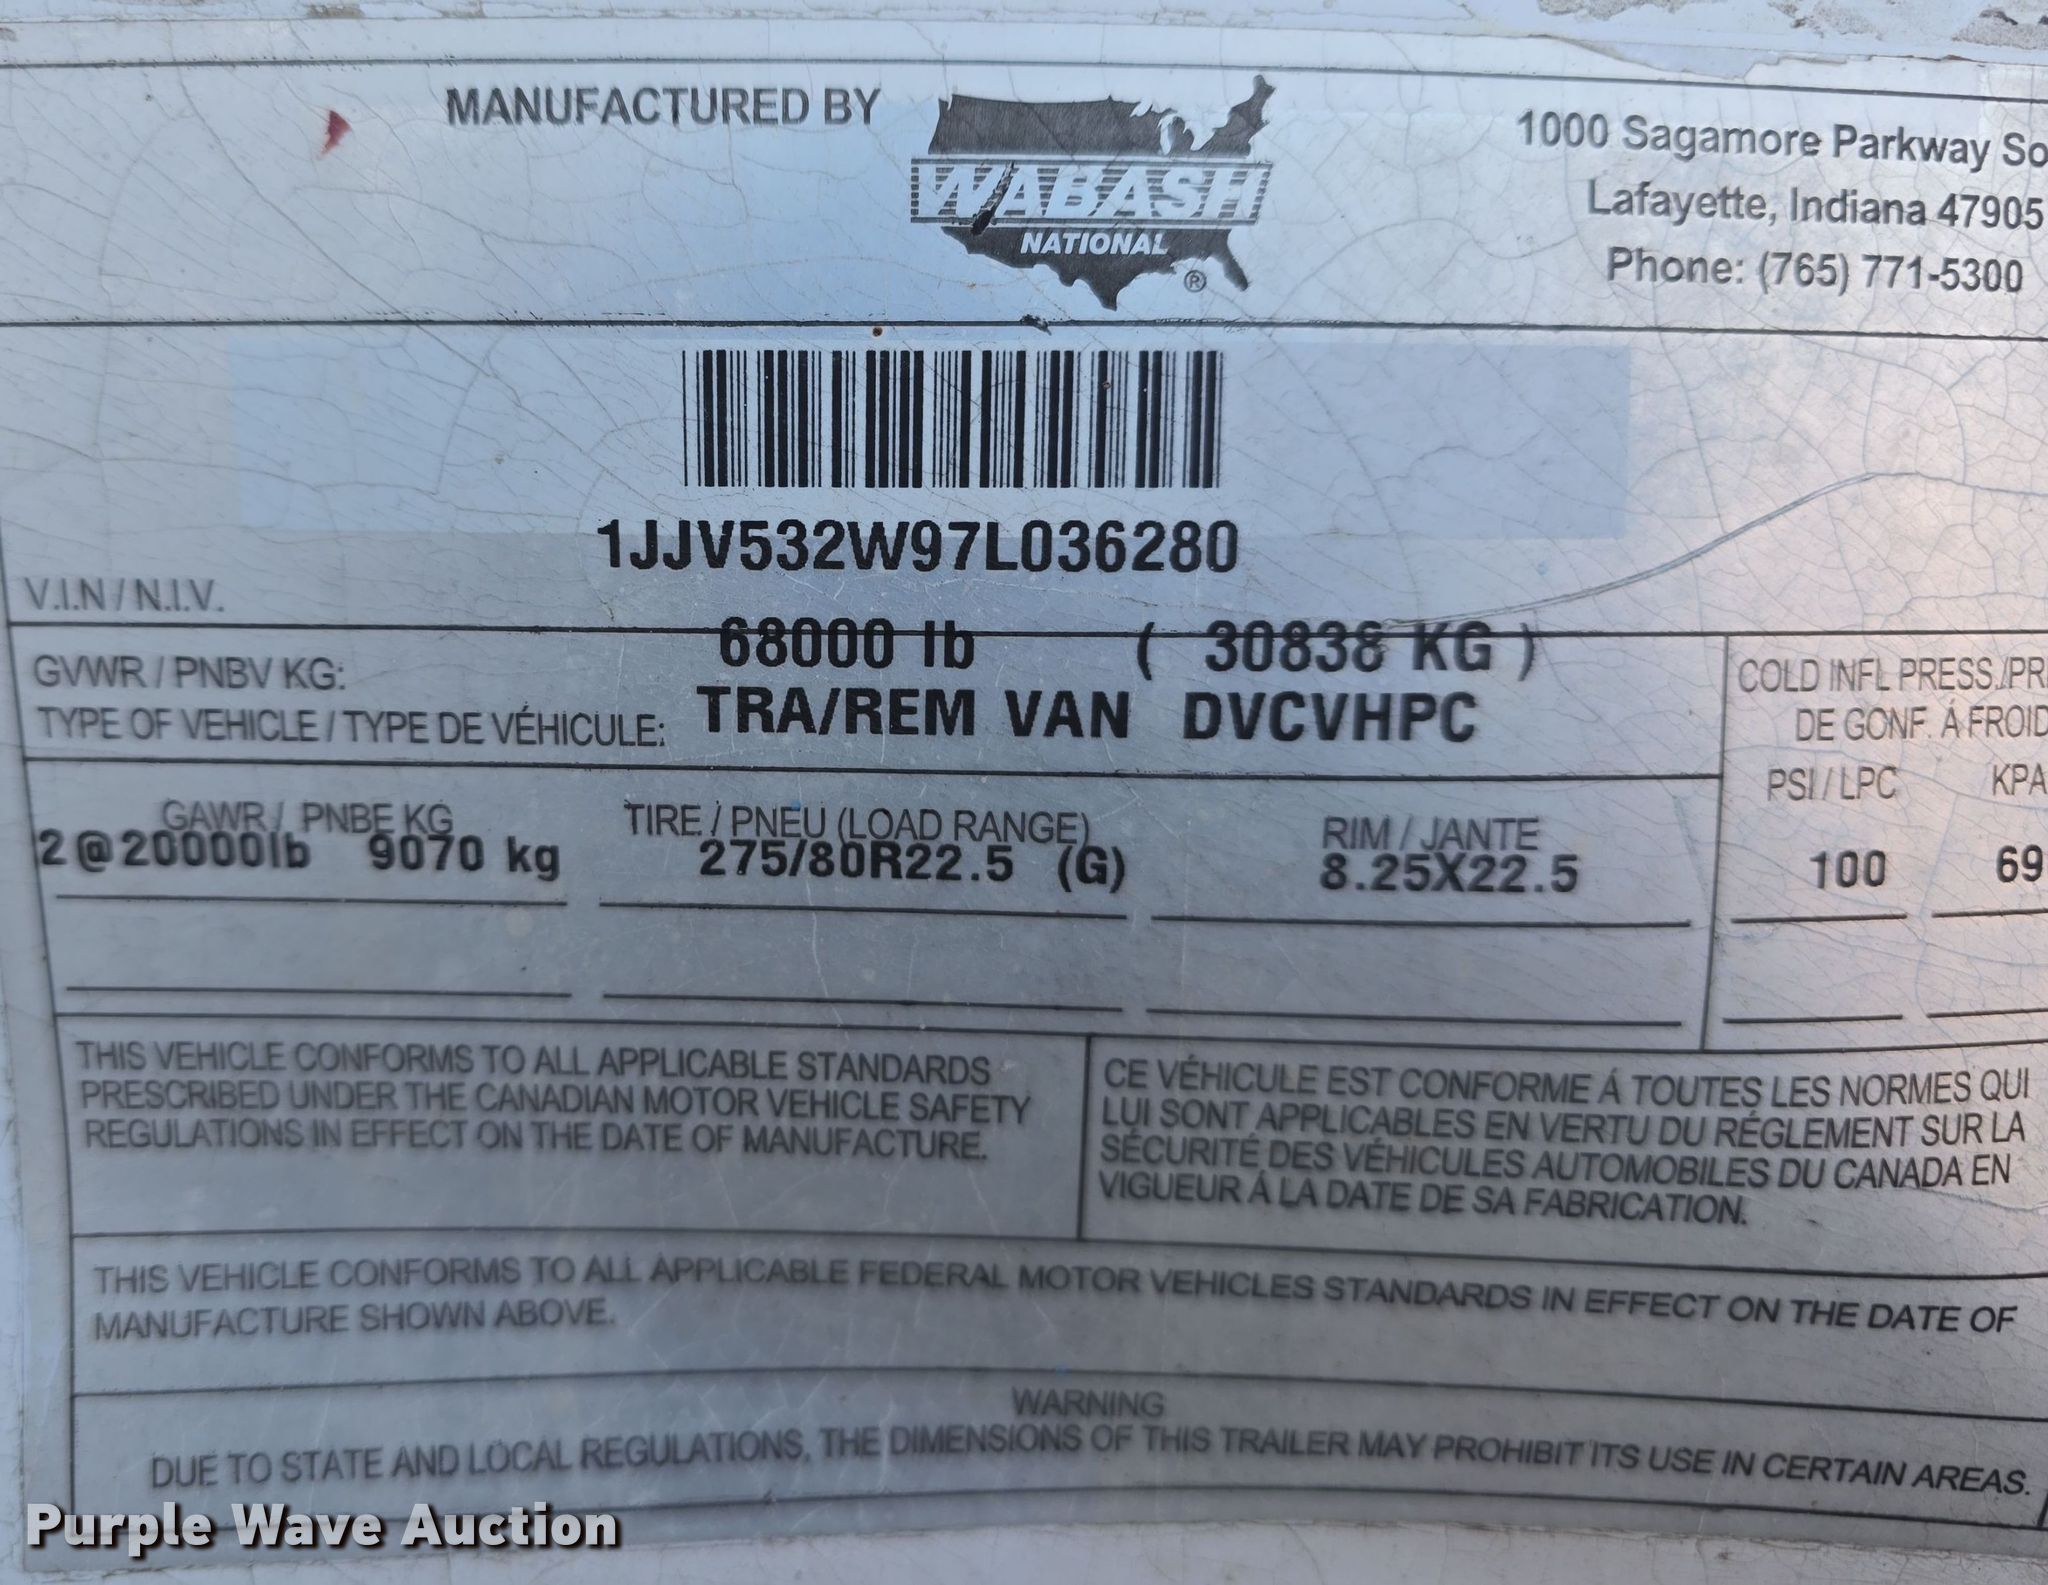 MANUFACTURED BY
WABASH
NATIONAL
®
1000 Sagamore Parkway So
Lafayette, Indiana 47905
Phone: (765) 771-5300
1JJV532W97L036280
V.I.N / N.I.V.
GVWR / PNBV KG: 68000 lb ( 30838 KG )
TYPE OF VEHICLE / TYPE DE VÉHICULE: TRA/REM VAN DVCVHPC
COLD INFL PRESS./PR
DE GONF. Á FROID
PSI / LPC KPA
GAWR / PNBE KG TIRE / PNEU (LOAD RANGE) RIM / JANTE
2@20000lb 9070 kg 275/80R22.5 (G) 8.25X22.5 100 69
THIS VEHICLE CONFORMS TO ALL APPLICABLE STANDARDS
PRESCRIBED UNDER THE CANADIAN MOTOR VEHICLE SAFETY
REGULATIONS IN EFFECT ON THE DATE OF MANUFACTURE.
CE VÉHICULE EST CONFORME Á TOUTES LES NORMES QUI
LUI SONT APPLICABLES EN VERTU DU RÉGLEMENT SUR LA
SÉCURITÉ DES VÉHICULES AUTOMOBILES DU CANADA EN
VIGUEUR Á LA DATE DE SA FABRICATION.
THIS VEHICLE CONFORMS TO ALL APPLICABLE FEDERAL MOTOR VEHICLES STANDARDS IN EFFECT ON THE DATE OF
MANUFACTURE SHOWN ABOVE.
WARNING
DUE TO STATE AND LOCAL REGULATIONS, THE DIMENSIONS OF THIS TRAILER MAY PROHIBIT ITS USE IN CERTAIN AREAS.
Purple Wave Auction